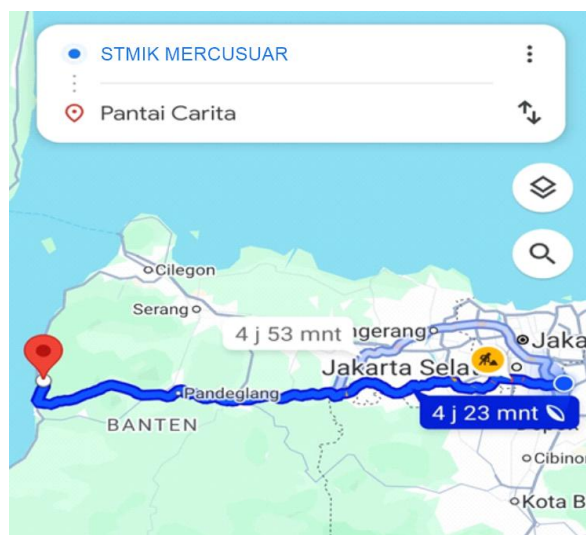 STMIK MERCUSUAR
Pantai Carita
Cilegon
Serang
4 j 53 mnt
ngerang
Jaka
Jakarta Sela
Pandeglang
4 j 23 mnt
BANTEN
Cibino
Kota B